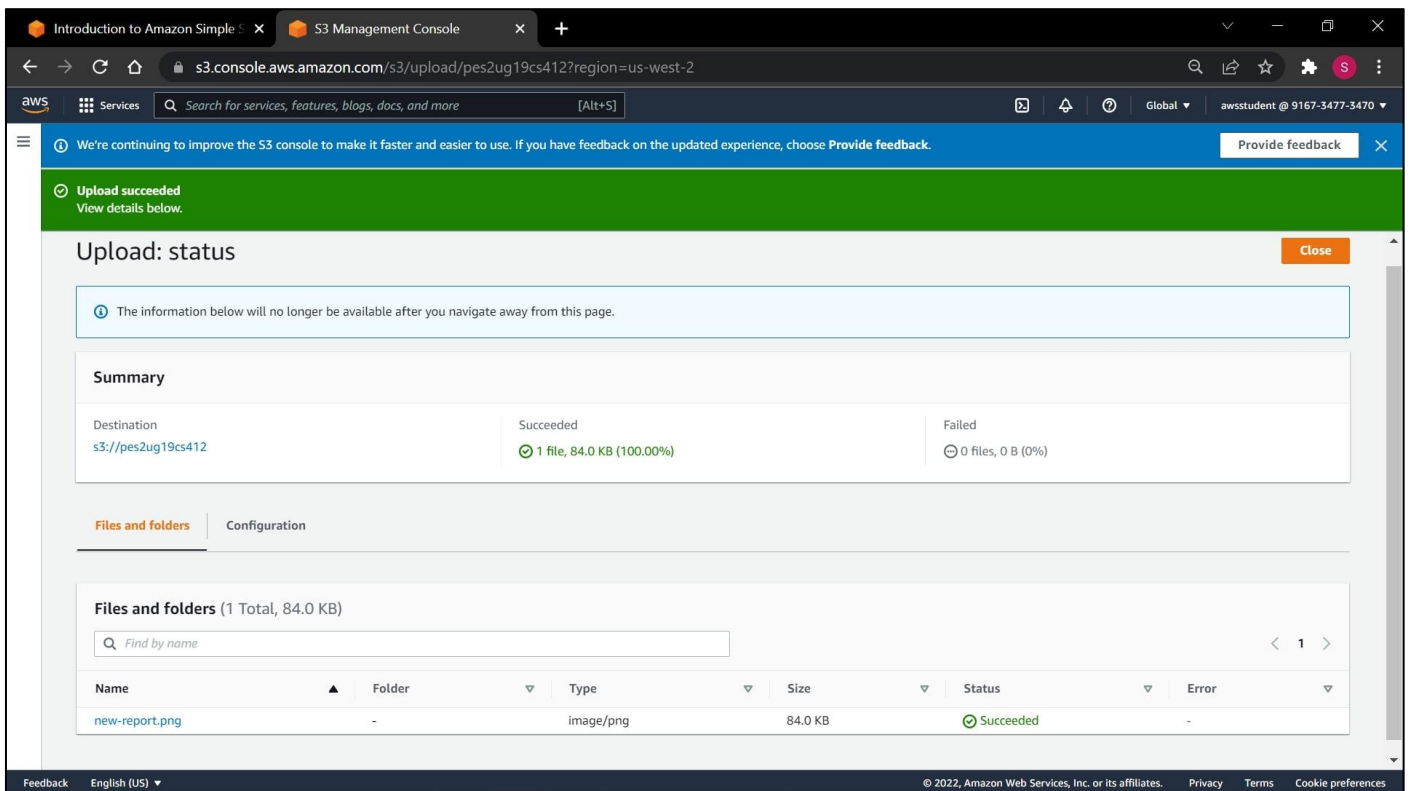 Introduction to Amazon Simple S
S3 Management Console
s3.console.aws.amazon.com/s3/upload/pes2ug19cs412?region=us-west-2
S
aws
Services
Search for services, features, blogs, docs, and more
[Alt+S]
Global
awsstudent @ 9167-3477-3470
We're continuing to improve the S3 console to make it faster and easier to use. If you have feedback on the updated experience, choose Provide feedback.
Provide feedback
Upload succeeded
View details below.
Upload: status
Close
The information below will no longer be available after you navigate away from this page.
Summary
Destination
s3://pes2ug19cs412
Succeeded
1 file, 84.0 KB (100.00%)
Failed
0 files, 0 B (0%)
Files and folders
Configuration
Files and folders (1 Total, 84.0 KB)
Find by name
1
Name Folder Type Size Status Error
new-report.png - image/png 84.0 KB Succeeded -
Feedback English (US) © 2022, Amazon Web Services, Inc. or its affiliates. Privacy Terms Cookie preferences